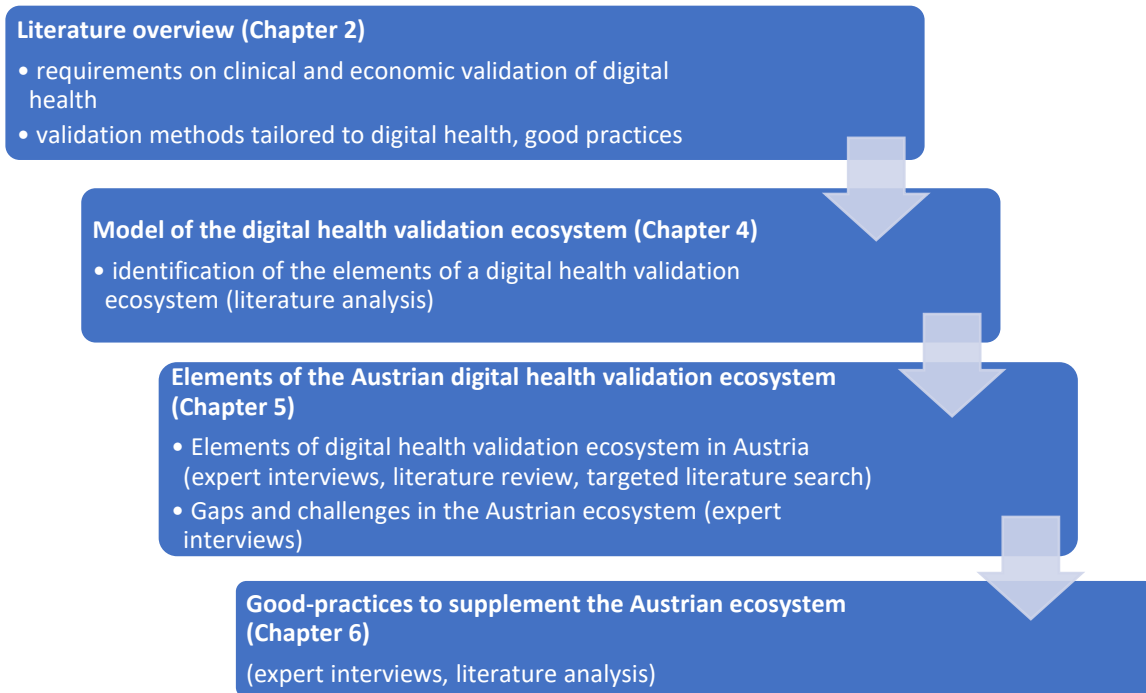 Literature overview (Chapter 2)
• requirements on clinical and economic validation of digital
health
• validation methods tailored to digital health, good practices
Model of the digital health validation ecosystem (Chapter 4)
• identification of the elements of a digital health validation
ecosystem (literature analysis)
Elements of the Austrian digital health validation ecosystem
(Chapter 5)
• Elements of digital health validation ecosystem in Austria
(expert interviews, literature review, targeted literature search)
• Gaps and challenges in the Austrian ecosystem (expert
interviews)
Good-practices to supplement the Austrian ecosystem
(Chapter 6)
(expert interviews, literature analysis)